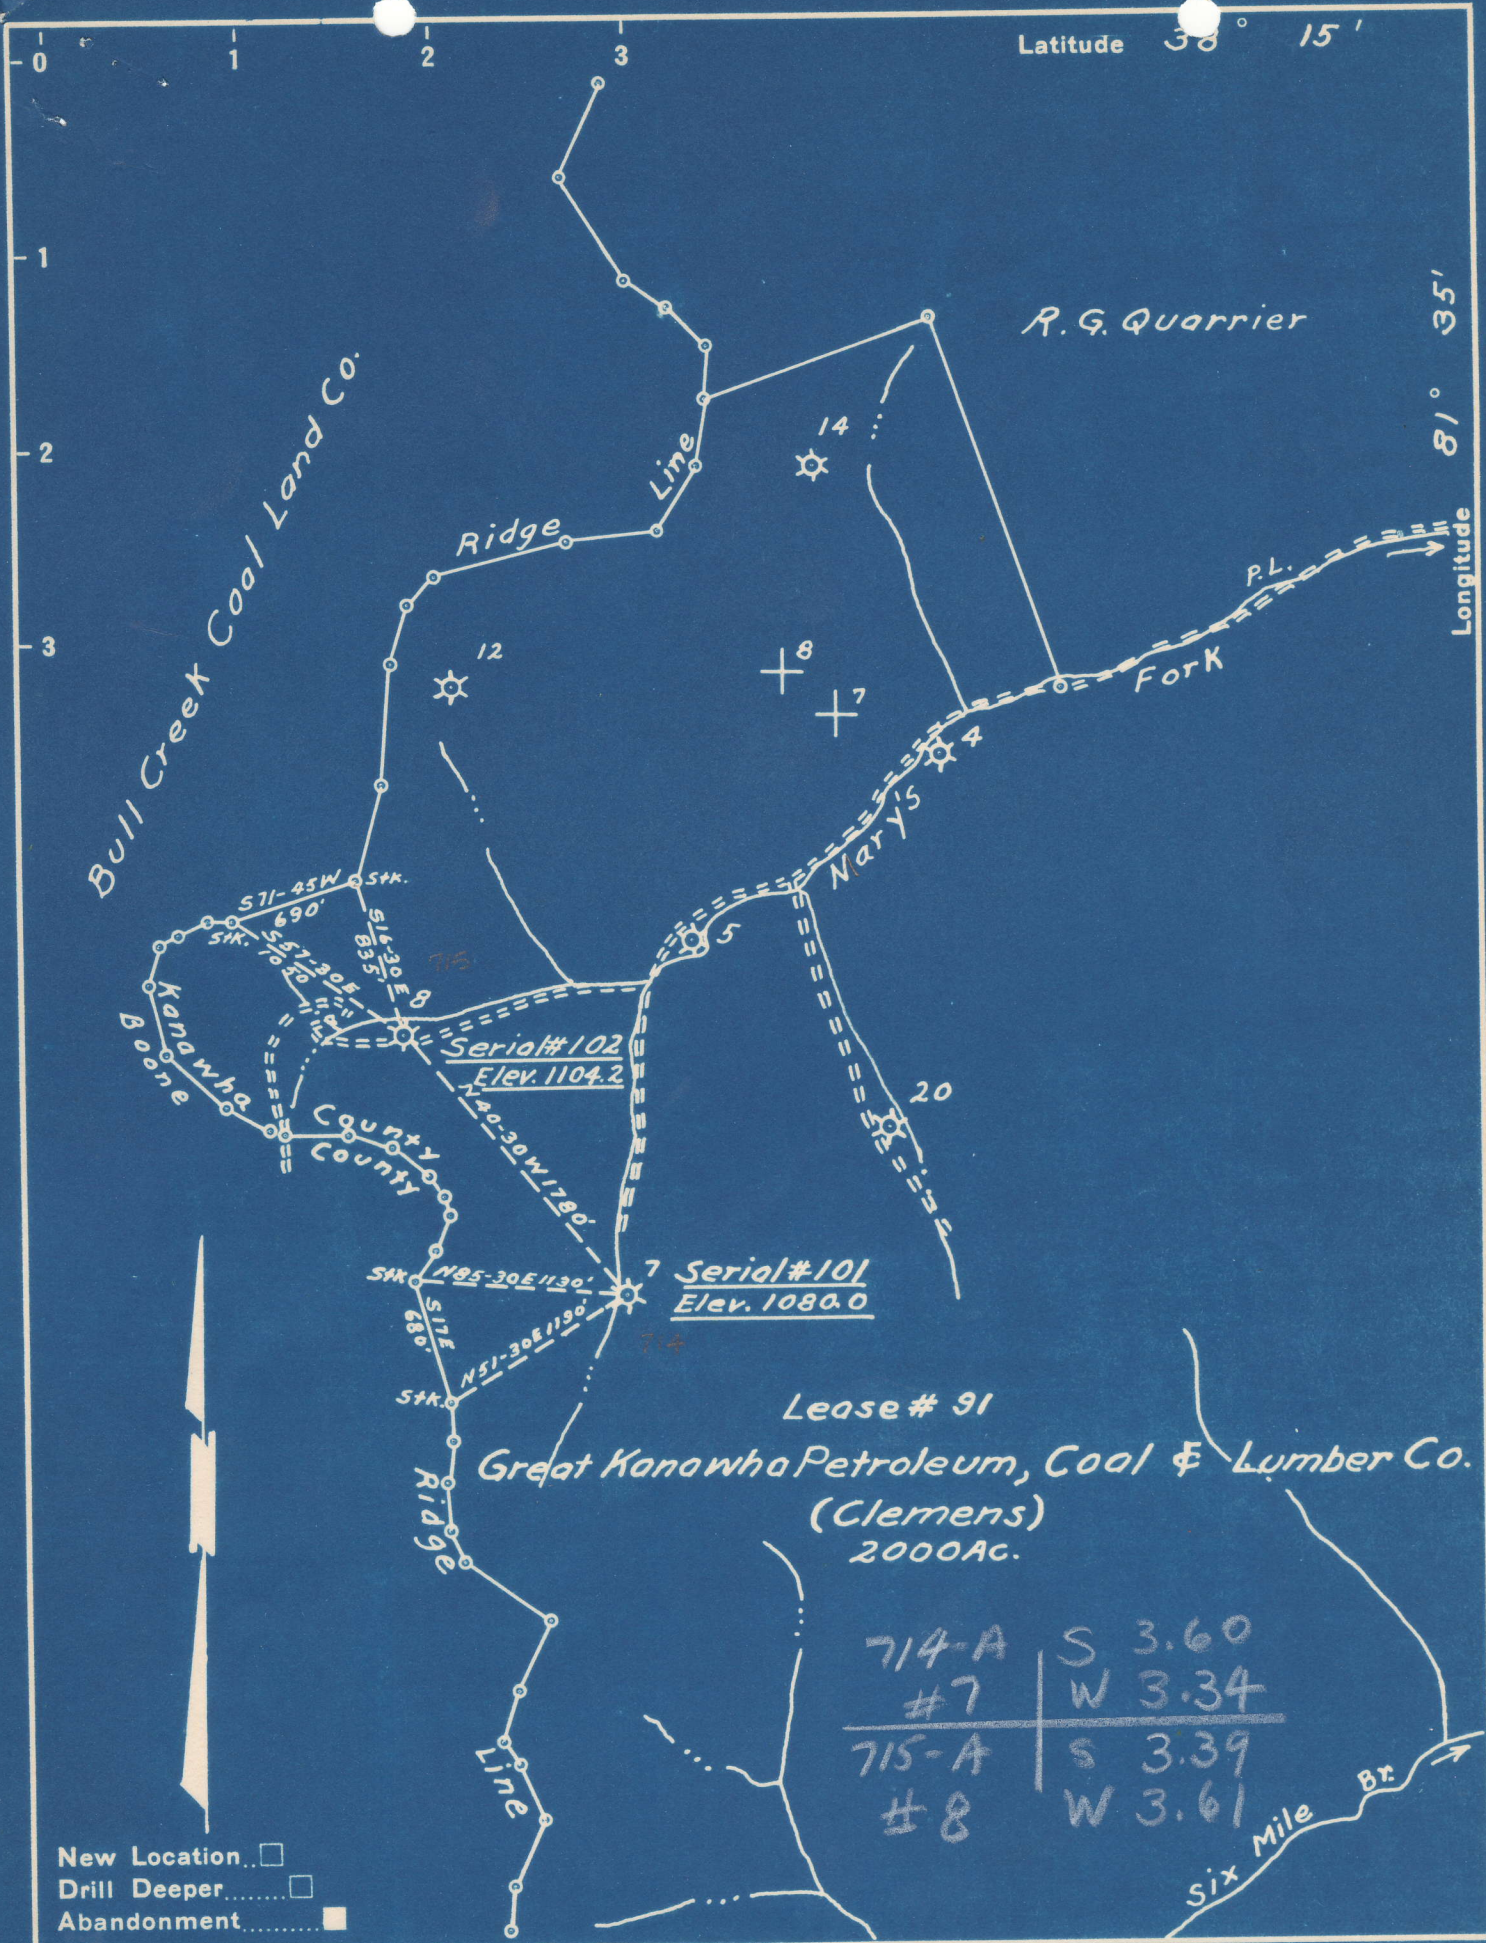 Latitude 38° 15'
0 1 2 3
1
2
3
Longitude 81° 35'
R. G. Quarrier
Bull Creek Coal Land Co.
14
Ridge Line
12
8
7
P.L.
Mary's Fork
4
5
S71-45W
690'
Stk.
Stk.
S16-30E
835'
S57-30E
1050
715
8
Serial #102
Elev. 1104.2
Kanawha County
Boone County
20
N40-30W 1780'
7
Serial #101
Elev. 1080.0
714
Stk
N85-30E 1130'
S17E
680'
N51-30E 1190'
Stk.
Lease # 91
Great Kanawha Petroleum, Coal & Lumber Co.
(Clemens)
2000 Ac.
Ridge Line
714-A S 3.60
#7 W 3.34
715-A S 3.39
#8 W 3.61
Six Mile Br.
New Location..
Drill Deeper........
Abandonment..........